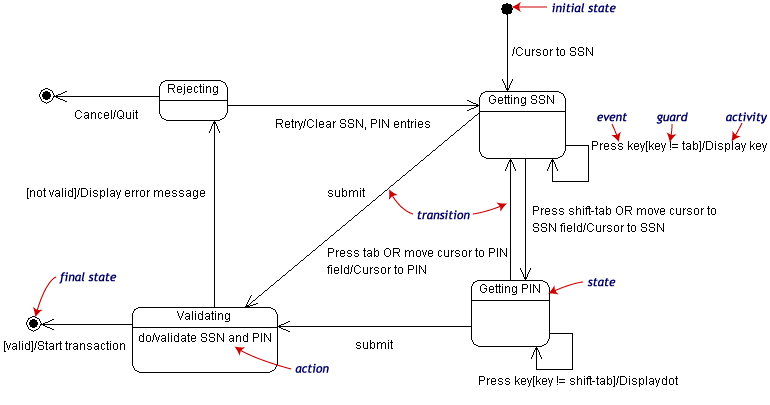 initial state
/Cursor to SSN
Rejecting
Getting SSN
Cancel/Quit
Retry/Clear SSN, PIN entries
event guard activity
Press key[key != tab]/Display key
[not valid]/Display error message
submit
transition
Press shift-tab OR move cursor to
SSN field/Cursor to SSN
Press tab OR move cursor to PIN
field/Cursor to PIN
final state
Getting PIN
state
Validating
do/validate SSN and PIN
[valid]/Start transaction
submit
action
Press key[key != shift-tab]/Displaydot